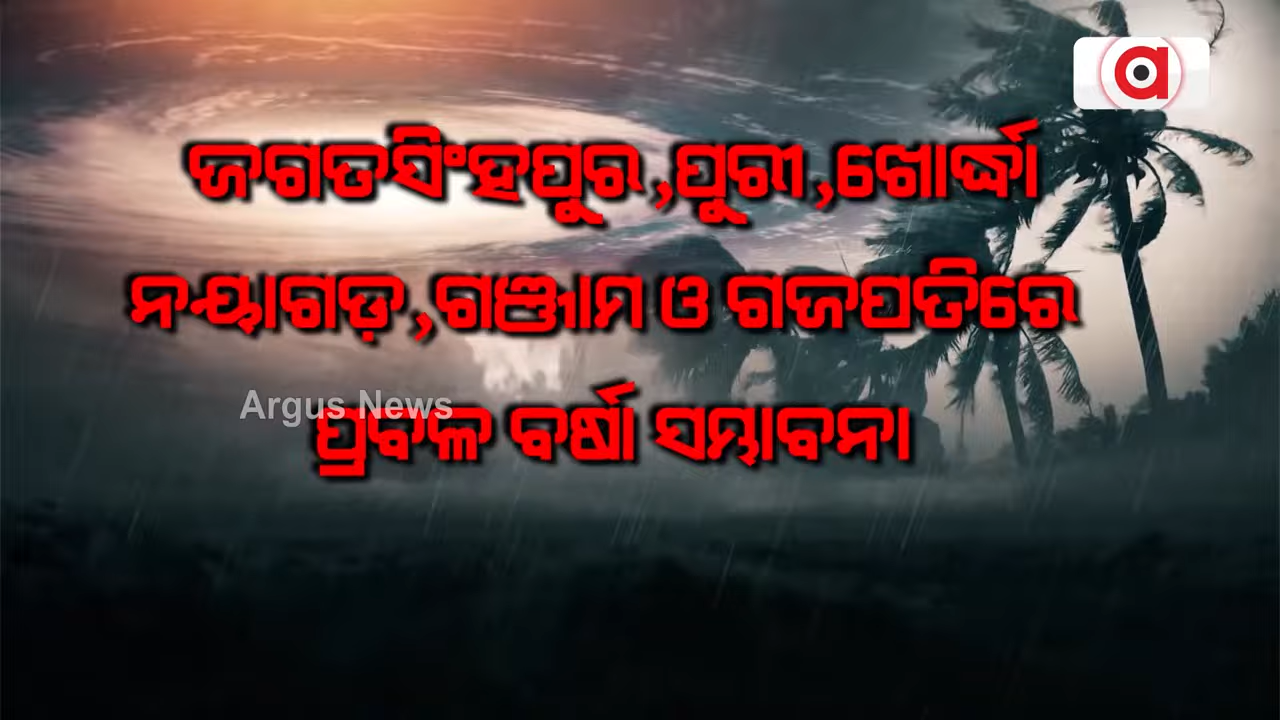 ଜଗତସିଂହପୁର,ପୁରୀ,ଖୋର୍ଦ୍ଧା
ନୟାଗଡ଼,ଗଞ୍ଜାମ ଓ ଗଜପତିରେ
Argus News
ପ୍ରବଳ ବର୍ଷା ସମ୍ଭାବନା